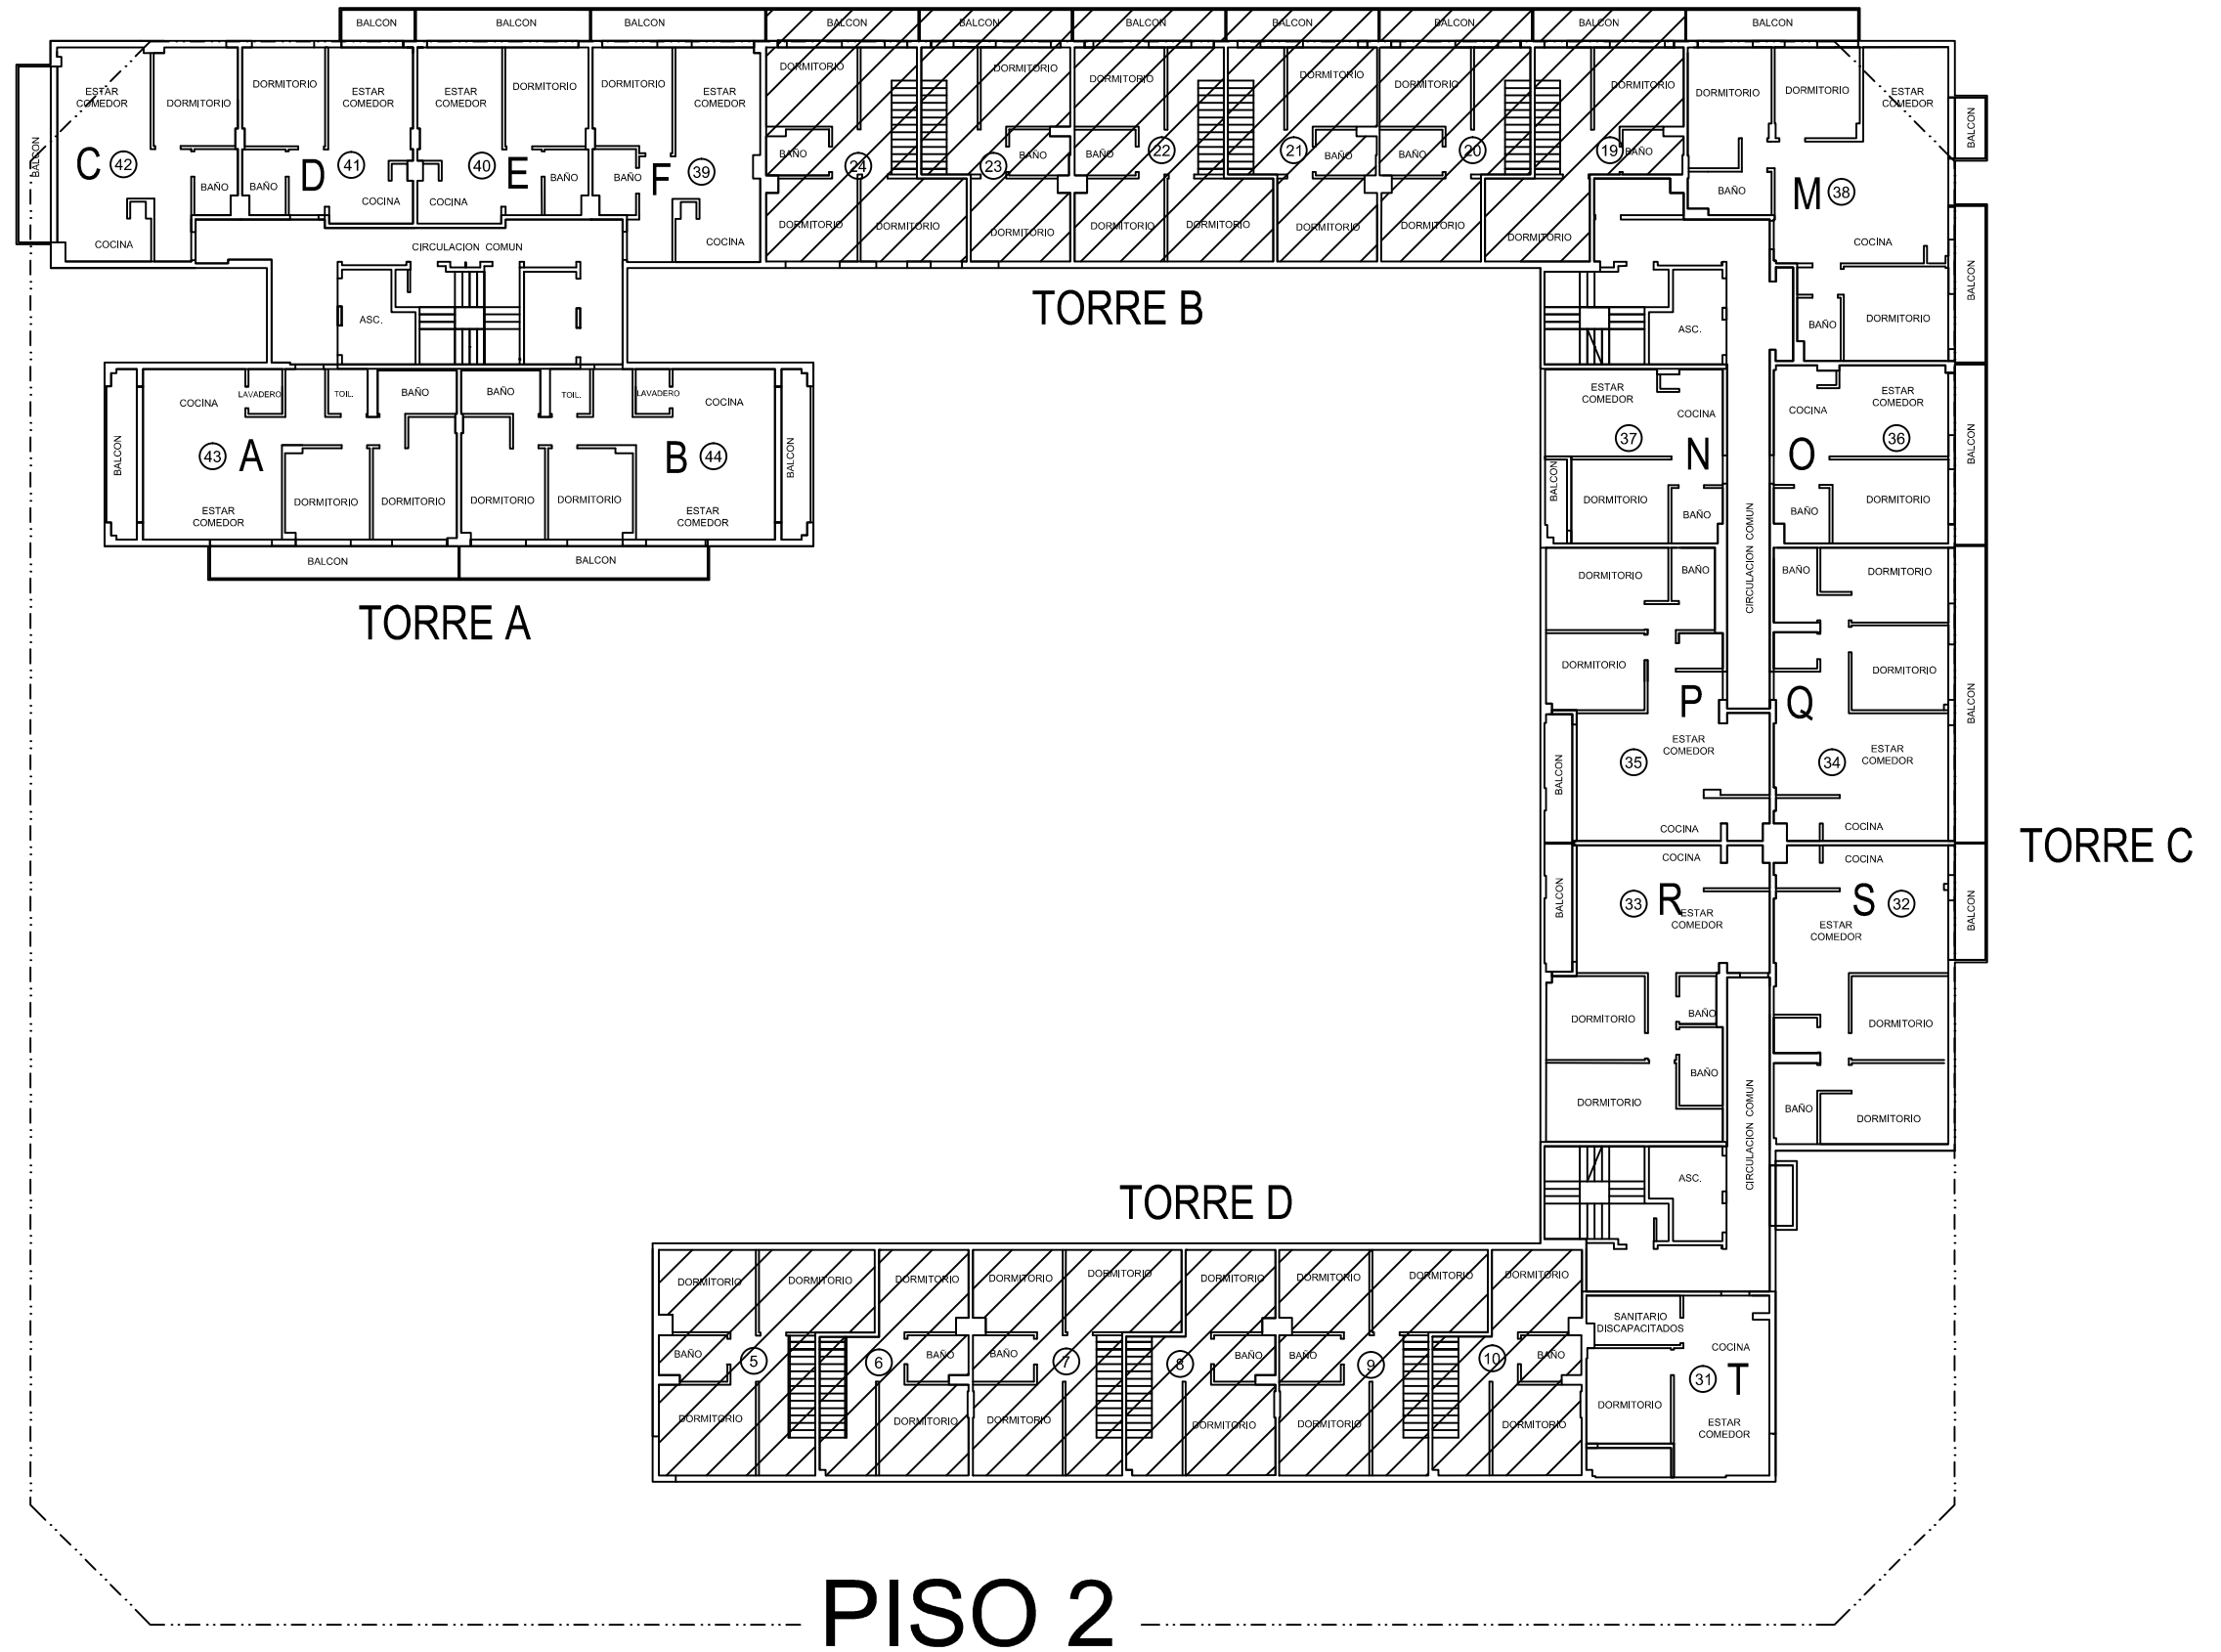 BALCON
BALCON
BALCON
BALCON
BALCON
BALCON
BALCON
BALCON
BALCON
BALCON
ESTAR
COMEDOR
DORMITORIO
DORMITORIO
ESTAR
COMEDOR
ESTAR
COMEDOR
DORMITORIO
DORMITORIO
ESTAR
COMEDOR
DORMITORIO
DORMITORIO
DORMITORIO
DORMITORIO
DORMITORIO
DORMITORIO
DORMITORIO
DORMITORIO
ESTAR
COMEDOR
BALCON
BALCON
C
42
BAÑO
BAÑO
D
41
COCINA
COCINA
40
E
BAÑO
BAÑO
F
39
COCINA
COCINA
BAÑO
24
23
BAÑO
BAÑO
22
21
BAÑO
BAÑO
20
19
BAÑO
BAÑO
M
38
COCINA
DORMITORIO
DORMITORIO
DORMITORIO
DORMITORIO
DORMITORIO
DORMITORIO
DORMITORIO
DORMITORIO
CIRCULACION COMUN
ASC.
TORRE B
ASC.
BAÑO
DORMITORIO
BALCON
BALCON
COCINA
LAVADERO
TOIL.
BAÑO
BAÑO
TOIL.
LAVADERO
COCINA
43
A
B
44
BALCON
DORMITORIO
DORMITORIO
DORMITORIO
DORMITORIO
ESTAR
COMEDOR
ESTAR
COMEDOR
BALCON
BALCON
TORRE A
ESTAR
COMEDOR
COCINA
37
N
BALCON
DORMITORIO
BAÑO
COCINA
ESTAR
COMEDOR
O
36
BAÑO
DORMITORIO
BALCON
CIRCULACION COMUN
DORMITORIO
BAÑO
BAÑO
DORMITORIO
DORMITORIO
DORMITORIO
P
Q
BALCON
ESTAR
COMEDOR
ESTAR
COMEDOR
35
34
BALCON
COCINA
COCINA
TORRE C
COCINA
COCINA
BALCON
33
R
ESTAR
COMEDOR
S
32
ESTAR
COMEDOR
BALCON
DORMITORIO
BAÑO
DORMITORIO
BAÑO
DORMITORIO
BAÑO
DORMITORIO
CIRCULACION COMUN
ASC.
TORRE D
DORMITORIO
DORMITORIO
DORMITORIO
DORMITORIO
DORMITORIO
DORMITORIO
DORMITORIO
DORMITORIO
DORMITORIO
BAÑO
5
6
BAÑO
BAÑO
7
8
BAÑO
BAÑO
9
10
BAÑO
DORMITORIO
DORMITORIO
DORMITORIO
DORMITORIO
DORMITORIO
DORMITORIO
SANITARIO
DISCAPACITADOS
COCINA
31
T
DORMITORIO
ESTAR
COMEDOR
PISO 2